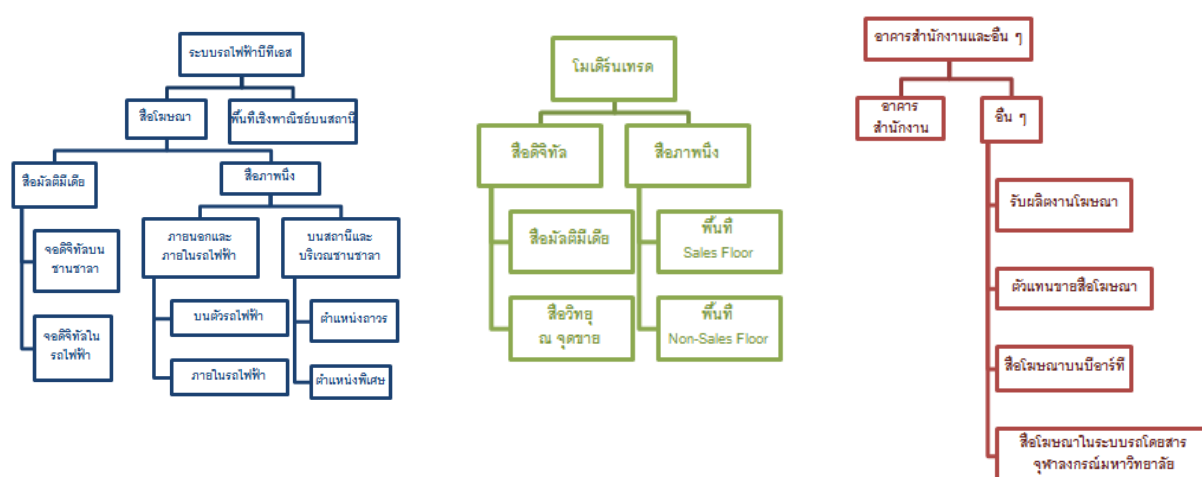 ระบบรถไฟฟ้าบีทีเอส
สื่อโฆษณา
พื้นที่เชิงพาณิชย์บนสถานี
สื่อมัลติมีเดีย
สื่อภาพนิ่ง
จอดิจิทัลบน
ชานชาลา
จอดิจิทัลใน
รถไฟฟ้า
ภายนอกและ
ภายในรถไฟฟ้า
บนตัวรถไฟฟ้า
ภายในรถไฟฟ้า
บนสถานีและ
บริเวณชานชาลา
ตำแหน่งถาวร
ตำแหน่งพิเศษ
โมเดิร์นเทรด
สื่อดิจิทัล
สื่อมัลติมีเดีย
สื่อวิทยุ
ณ จุดขาย
สื่อภาพนิ่ง
พื้นที่
Sales Floor
พื้นที่
Non-Sales Floor
อาคารสำนักงานและอื่น ๆ
อาคาร
สำนักงาน
อื่น ๆ
รับผลิตงานโฆษณา
ตัวแทนขายสื่อโฆษณา
สื่อโฆษณาบนบีอาร์ที
สื่อโฆษณาในระบบรถโดยสาร
จุฬาลงกรณ์มหาวิทยาลัย